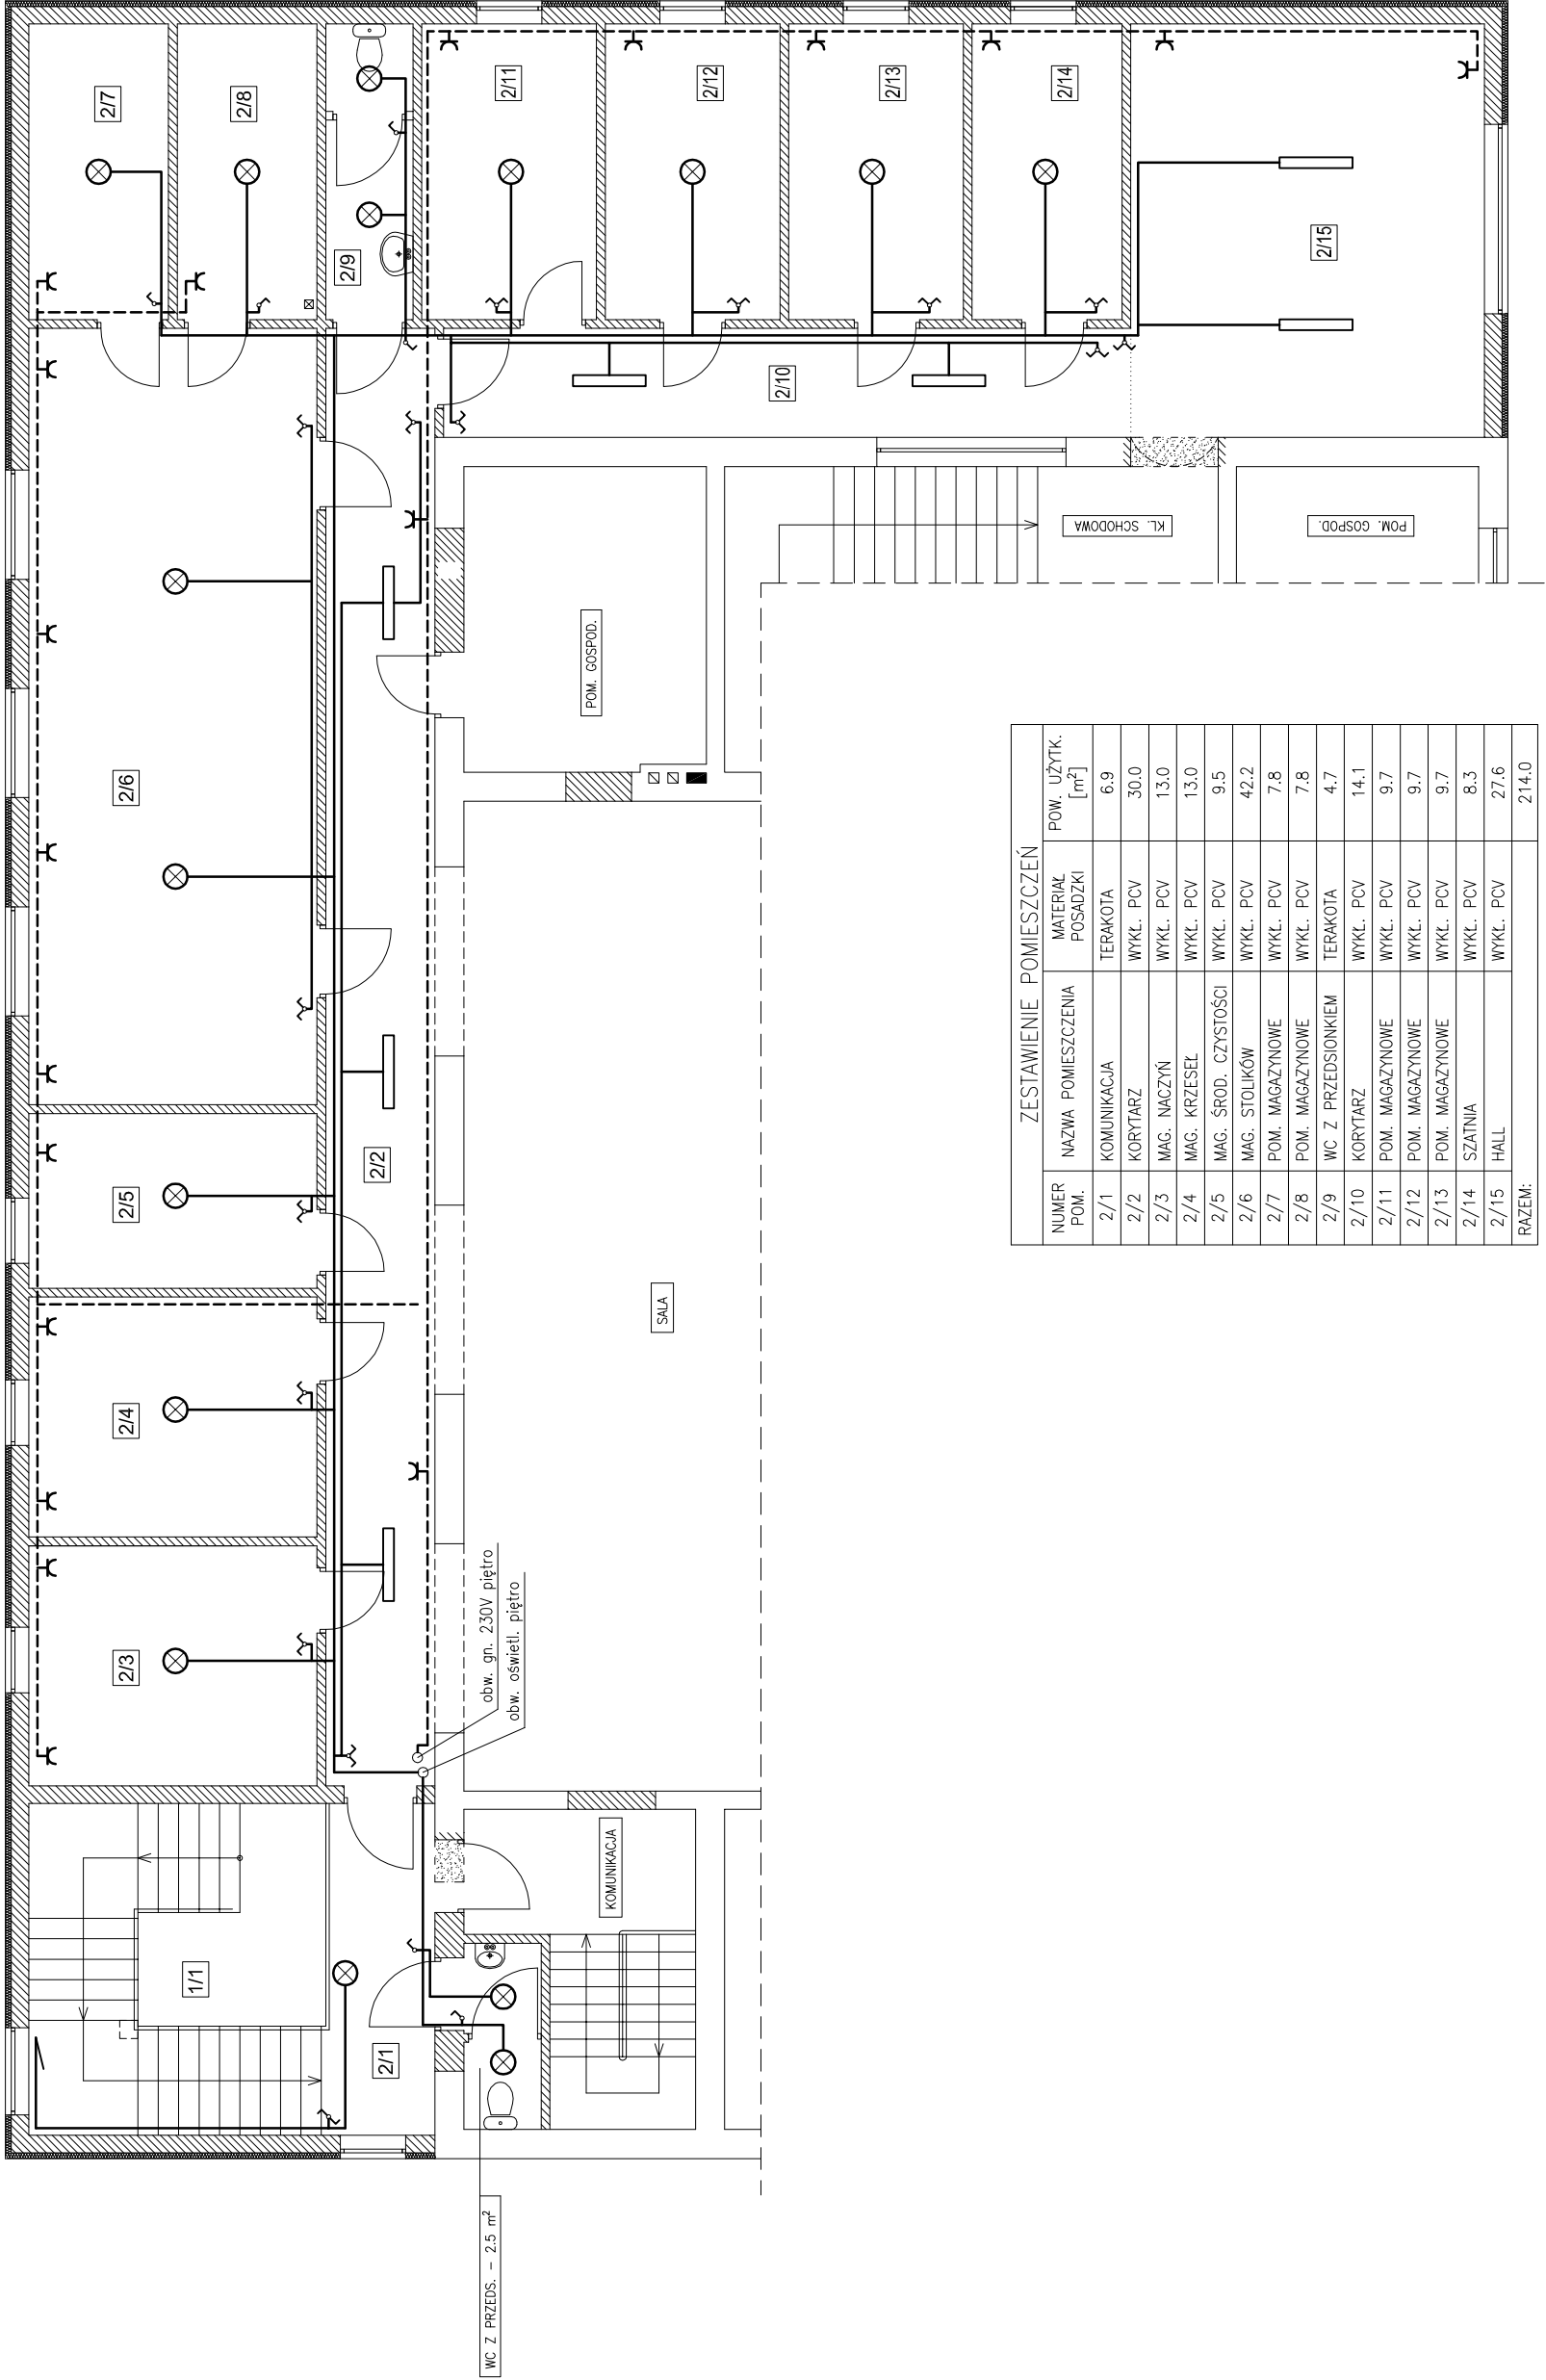 2/7
2/8
2/9
2/11
2/12
2/13
2/14
2/15
2/10
2/6
2/5
2/2
2/4
2/3
1/1
2/1
KL. SCHODOWA
POM. GOSPOD.
POM. GOSPOD.
SALA
KOMUNIKACJA
obw. gn. 230V piętro
obw. oświetl. piętro
WC Z PRZEDS. – 2.5 m²
ZESTAWIENIE POMIESZCZEŃ
NUMER POM. NAZWA POMIESZCZENIA MATERIAŁ POSADZKI POW. UŻYTK. [m²]
2/1 KOMUNIKACJA TERAKOTA 6.9
2/2 KORYTARZ WYKŁ. PCV 30.0
2/3 MAG. NACZYŃ WYKŁ. PCV 13.0
2/4 MAG. KRZESEŁ WYKŁ. PCV 13.0
2/5 MAG. ŚROD. CZYSTOŚCI WYKŁ. PCV 9.5
2/6 MAG. STOLIKÓW WYKŁ. PCV 42.2
2/7 POM. MAGAZYNOWE WYKŁ. PCV 7.8
2/8 POM. MAGAZYNOWE WYKŁ. PCV 7.8
2/9 WC Z PRZEDSIONKIEM TERAKOTA 4.7
2/10 KORYTARZ WYKŁ. PCV 14.1
2/11 POM. MAGAZYNOWE WYKŁ. PCV 9.7
2/12 POM. MAGAZYNOWE WYKŁ. PCV 9.7
2/13 POM. MAGAZYNOWE WYKŁ. PCV 9.7
2/14 SZATNIA WYKŁ. PCV 8.3
2/15 HALL WYKŁ. PCV 27.6
RAZEM: 214.0